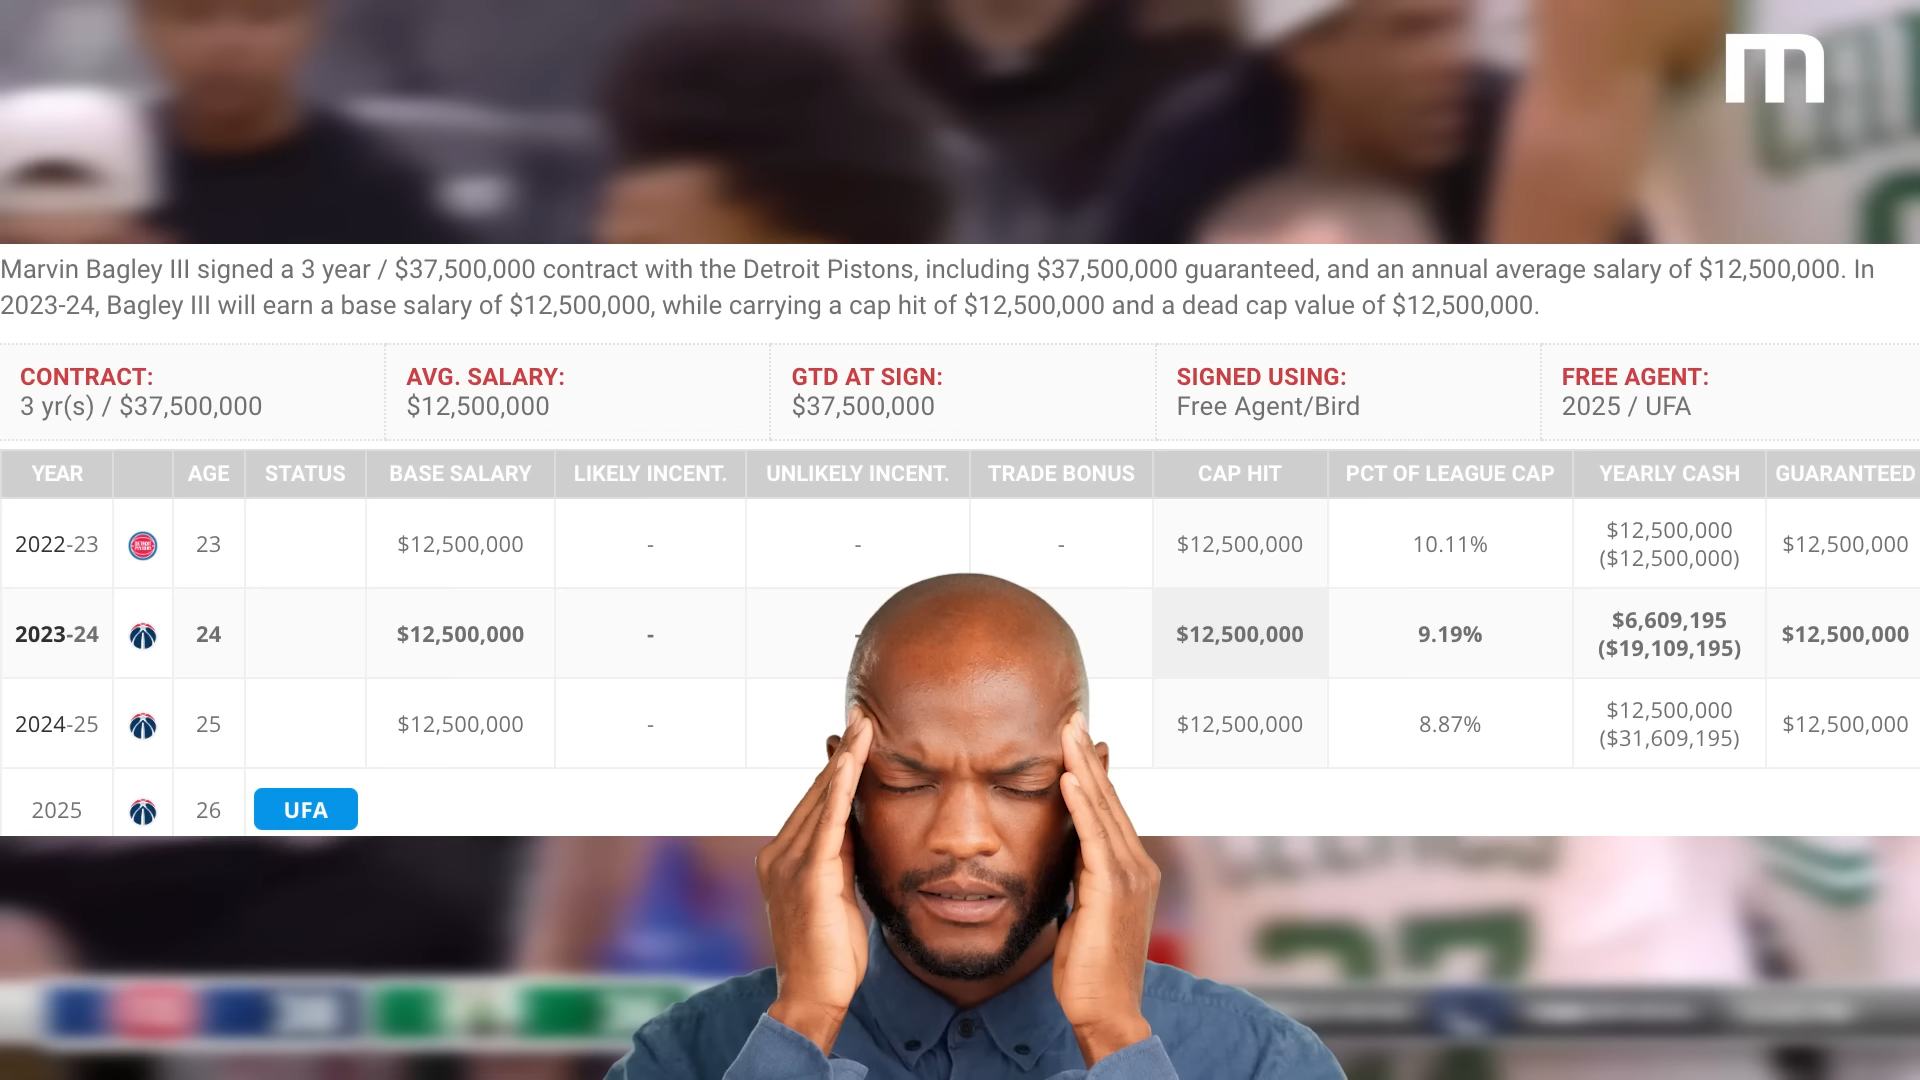 m
Marvin Bagley III signed a 3 year / $37,500,000 contract with the Detroit Pistons, including $37,500,000 guaranteed, and an annual average salary of $12,500,000. In
2023-24, Bagley III will earn a base salary of $12,500,000, while carrying a cap hit of $12,500,000 and a dead cap value of $12,500,000.
CONTRACT: AVG. SALARY: GTD AT SIGN: SIGNED USING: FREE AGENT:
3 yr(s) / $37,500,000 $12,500,000 $37,500,000 Free Agent/Bird 2025 / UFA
YEAR AGE STATUS BASE SALARY LIKELY INCENT. UNLIKELY INCENT. TRADE BONUS CAP HIT PCT OF LEAGUE CAP YEARLY CASH GUARANTEED
2022-23 23 $12,500,000 - - - $12,500,000 10.11% $12,500,000 ($12,500,000) $12,500,000
2023-24 24 $12,500,000 - - $12,500,000 9.19% $6,609,195 ($19,109,195) $12,500,000
2024-25 25 $12,500,000 - $12,500,000 8.87% $12,500,000 ($31,609,195) $12,500,000
2025 26 UFA